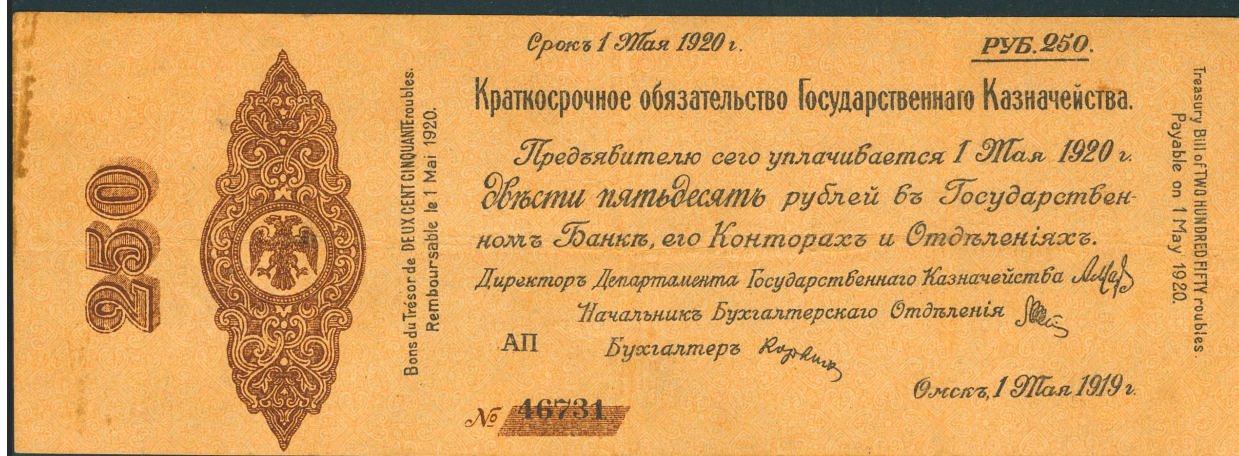 250
Bons du Trésor de DEUX CENT CINQUANTE roubles.
Remboursable le 1 Mai 1920.
Срокъ 1 Мая 1920 г.
РУБ. 250.
Краткосрочное обязательство Государственнаго Казначейства.
Предъявителю сего уплачивается 1 Мая 1920 г.
двѣсти пятьдесятъ рублей въ Государствен-
номъ Банкѣ, его Конторахъ и Отдѣленіяхъ.
Директоръ Департамента Государственнаго Казначейства
Начальникъ Бухгалтерскаго Отдѣленія
АП Бухгалтеръ
Омскъ, 1 Мая 1919 г.
№ 46731
Treasury Bill of TWO HUNDRED FIFTY roubles.
Payable on 1 May 1920.